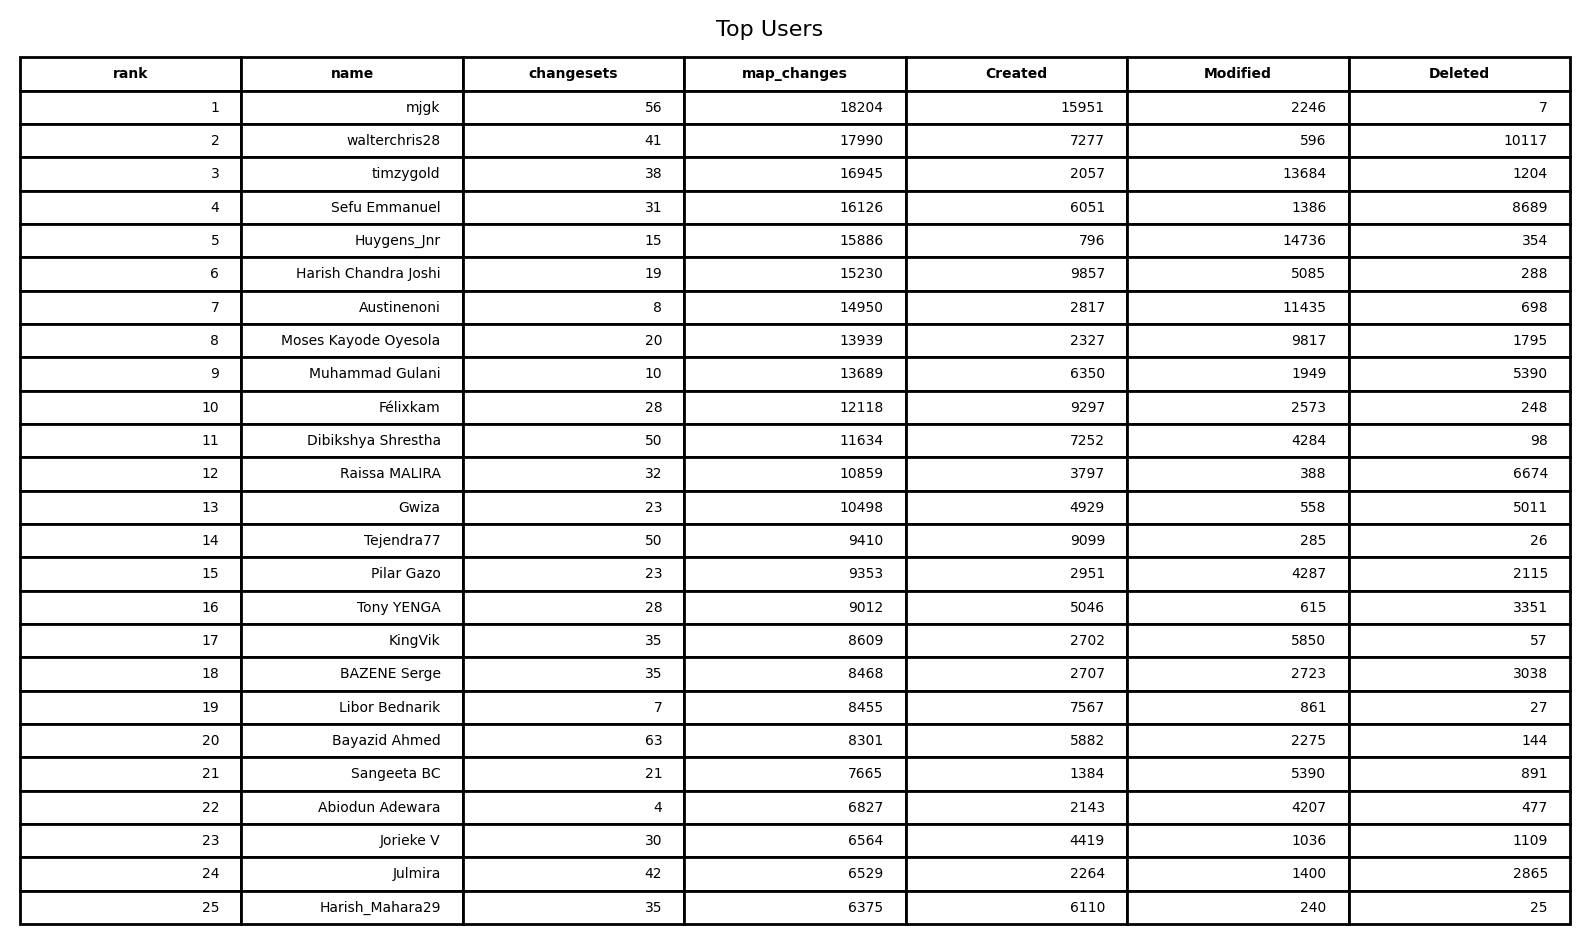 Top Users
rank name changesets map_changes Created Modified Deleted
1 mjgk 56 18204 15951 2246 7
2 walterchris28 41 17990 7277 596 10117
3 timzygold 38 16945 2057 13684 1204
4 Sefu Emmanuel 31 16126 6051 1386 8689
5 Huygens_Jnr 15 15886 796 14736 354
6 Harish Chandra Joshi 19 15230 9857 5085 288
7 Austinenoni 8 14950 2817 11435 698
8 Moses Kayode Oyesola 20 13939 2327 9817 1795
9 Muhammad Gulani 10 13689 6350 1949 5390
10 Félixkam 28 12118 9297 2573 248
11 Dibikshya Shrestha 50 11634 7252 4284 98
12 Raissa MALIRA 32 10859 3797 388 6674
13 Gwiza 23 10498 4929 558 5011
14 Tejendra77 50 9410 9099 285 26
15 Pilar Gazo 23 9353 2951 4287 2115
16 Tony YENGA 28 9012 5046 615 3351
17 KingVik 35 8609 2702 5850 57
18 BAZENE Serge 35 8468 2707 2723 3038
19 Libor Bednarik 7 8455 7567 861 27
20 Bayazid Ahmed 63 8301 5882 2275 144
21 Sangeeta BC 21 7665 1384 5390 891
22 Abiodun Adewara 4 6827 2143 4207 477
23 Jorieke V 30 6564 4419 1036 1109
24 Julmira 42 6529 2264 1400 2865
25 Harish_Mahara29 35 6375 6110 240 25